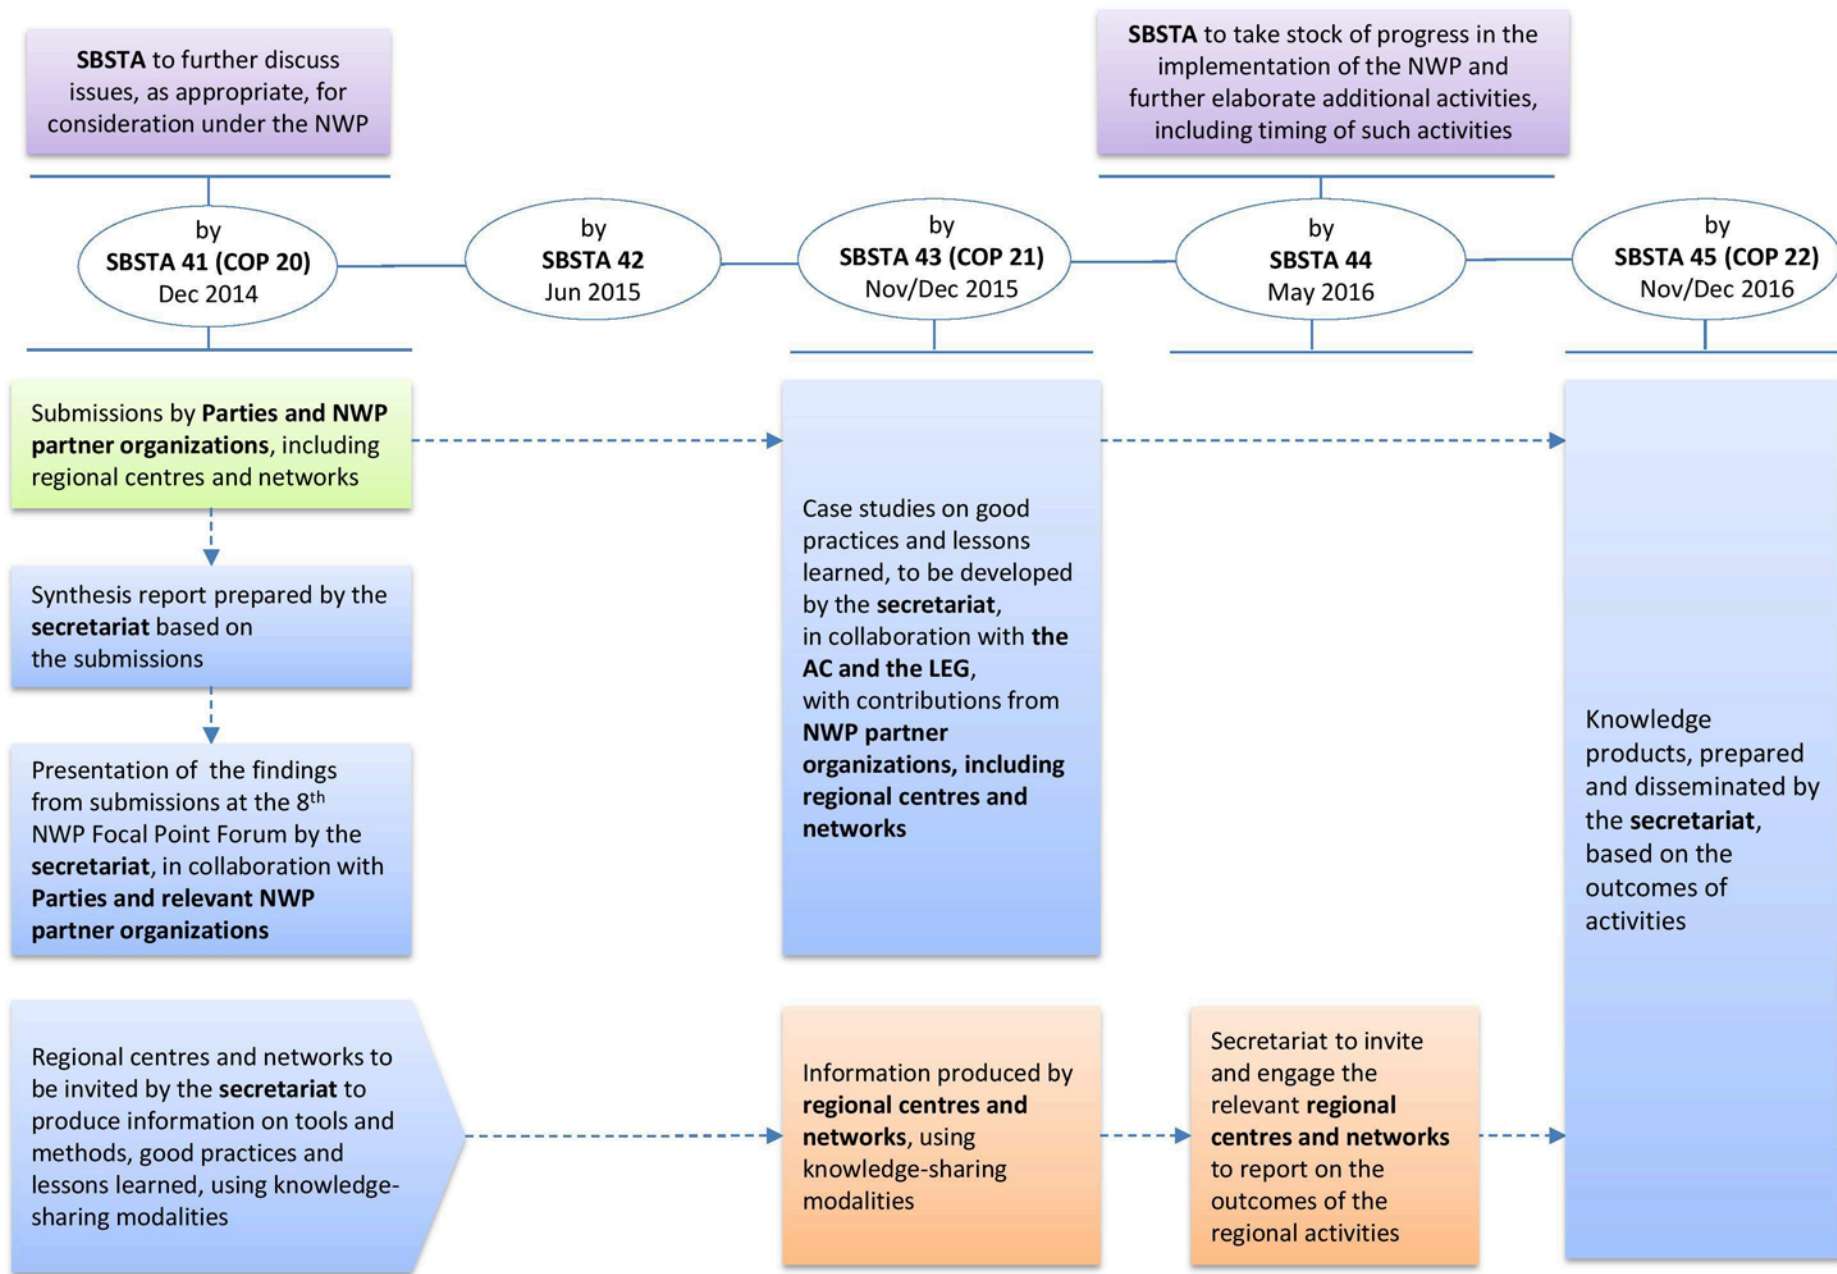 SBSTA to further discuss
issues, as appropriate, for
consideration under the NWP
SBSTA to take stock of progress in the
implementation of the NWP and
further elaborate additional activities,
including timing of such activities
by
SBSTA 41 (COP 20)
Dec 2014
by
SBSTA 42
Jun 2015
by
SBSTA 43 (COP 21)
Nov/Dec 2015
by
SBSTA 44
May 2016
by
SBSTA 45 (COP 22)
Nov/Dec 2016
Submissions by Parties and NWP
partner organizations, including
regional centres and networks
Synthesis report prepared by the
secretariat based on
the submissions
Presentation of the findings
from submissions at the 8th
NWP Focal Point Forum by the
secretariat, in collaboration with
Parties and relevant NWP
partner organizations
Case studies on good
practices and lessons
learned, to be developed
by the secretariat,
in collaboration with the
AC and the LEG,
with contributions from
NWP partner
organizations, including
regional centres and
networks
Knowledge
products, prepared
and disseminated by
the secretariat,
based on the
outcomes of
activities
Regional centres and networks to
be invited by the secretariat to
produce information on tools and
methods, good practices and
lessons learned, using knowledge-
sharing modalities
Information produced by
regional centres and
networks, using
knowledge-sharing
modalities
Secretariat to invite
and engage the
relevant regional
centres and networks
to report on the
outcomes of the
regional activities